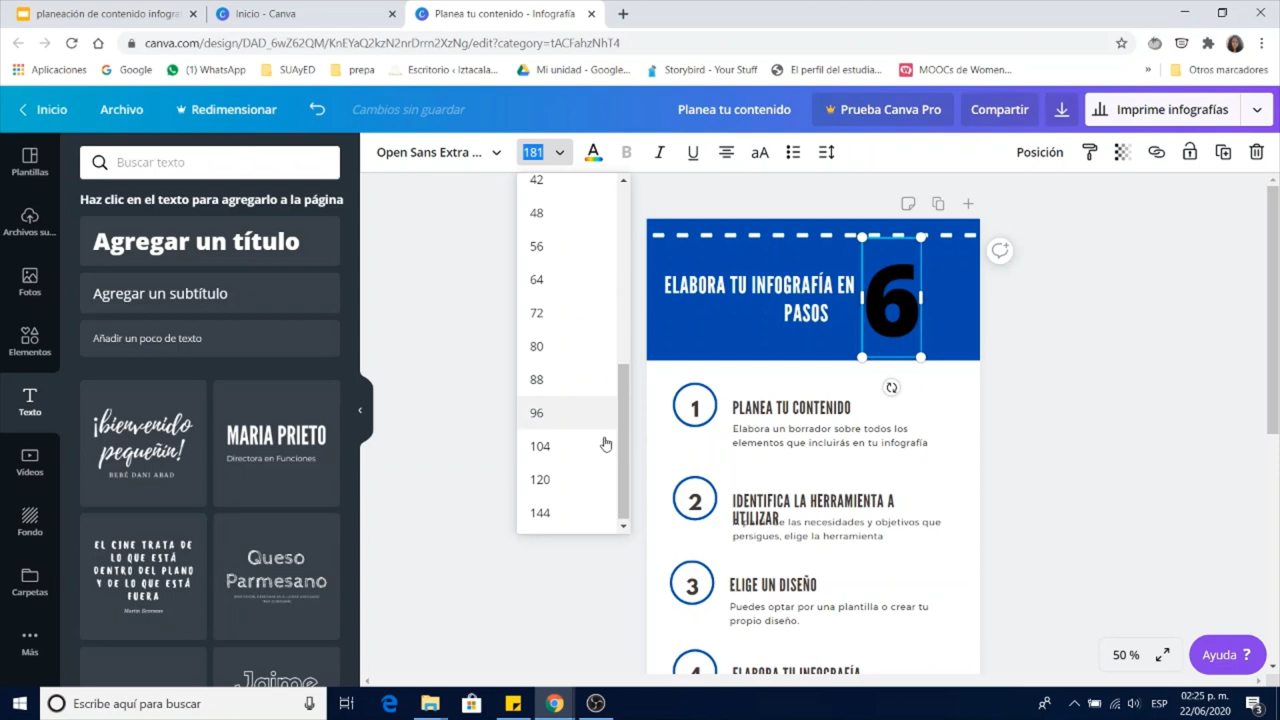 planeación de contenido infogra
Inicio - Canva
Planea tu contenido - Infografía
canva.com/design/DAD_6wZ62QM/KnEYaQ2kzN2nrDrrn2XzNg/edit?category=tACFahzNhT4
Aplicaciones
Google
(1) WhatsApp
SUAyED
prepa
Escritorio ‹ Iztacala...
Mi unidad - Google...
Storybird - Your Stuff
El perfil del estudia...
MOOCs de Women...
»
Otros marcadores
Inicio
Archivo
Redimensionar
Cambios sin guardar
Planea tu contenido
Prueba Canva Pro
Compartir
Imprime infografías
Plantillas
Archivos su...
Fotos
Elementos
Texto
Vídeos
Fondo
Carpetas
Más
Buscar texto
Haz clic en el texto para agregarlo a la página
Agregar un título
Agregar un subtítulo
Añadir un poco de texto
¡bienvenido
pequeñín!
BEBÉ DANI ABAD
MARIA PRIETO
Directora en Funciones
EL CINE TRATA DE
LO QUE ESTÁ
DENTRO DEL PLANO
Y DE LO QUE ESTÁ
FUERA
Martin Scorsese
Queso
Parmesano
Jaime
Open Sans Extra ...
181
A
B
I
U
aA
Posición
42
48
56
64
72
80
88
96
104
120
144
ELABORA TU INFOGRAFÍA EN
PASOS
6
1
PLANEA TU CONTENIDO
Elabora un borrador sobre todos los
elementos que incluirás en tu infografía
2
IDENTIFICA LA HERRAMIENTA A
UTILIZAR
de las necesidades y objetivos que
persigues, elige la herramienta
3
ELIGE UN DISEÑO
Puedes optar por una plantilla o crear tu
propio diseño.
4
ELABORA TU INFOGRAFÍA
50 %
Ayuda ?
Escribe aquí para buscar
ESP
02:25 p. m.
22/06/2020
3